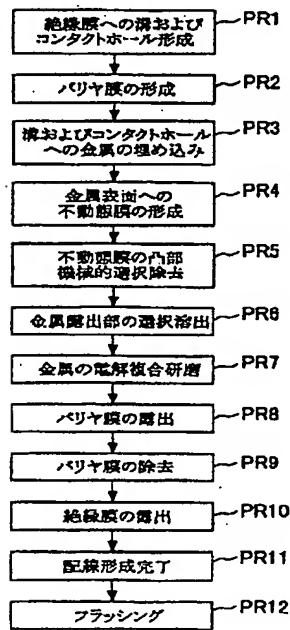 絶縁膜への溝および
コンタクトホール形成
PR1
バリヤ膜の形成
PR2
溝およびコンタクトホール
への金属の埋め込み
PR3
金属表面への
不動態膜の形成
PR4
不動態膜の凸部
機械的選択除去
PR5
金属露出部の選択溶出
PR6
金属の電解複合研磨
PR7
バリヤ膜の露出
PR8
バリヤ膜の除去
PR9
絶縁膜の露出
PR10
配線形成完了
PR11
フラッシング
PR12